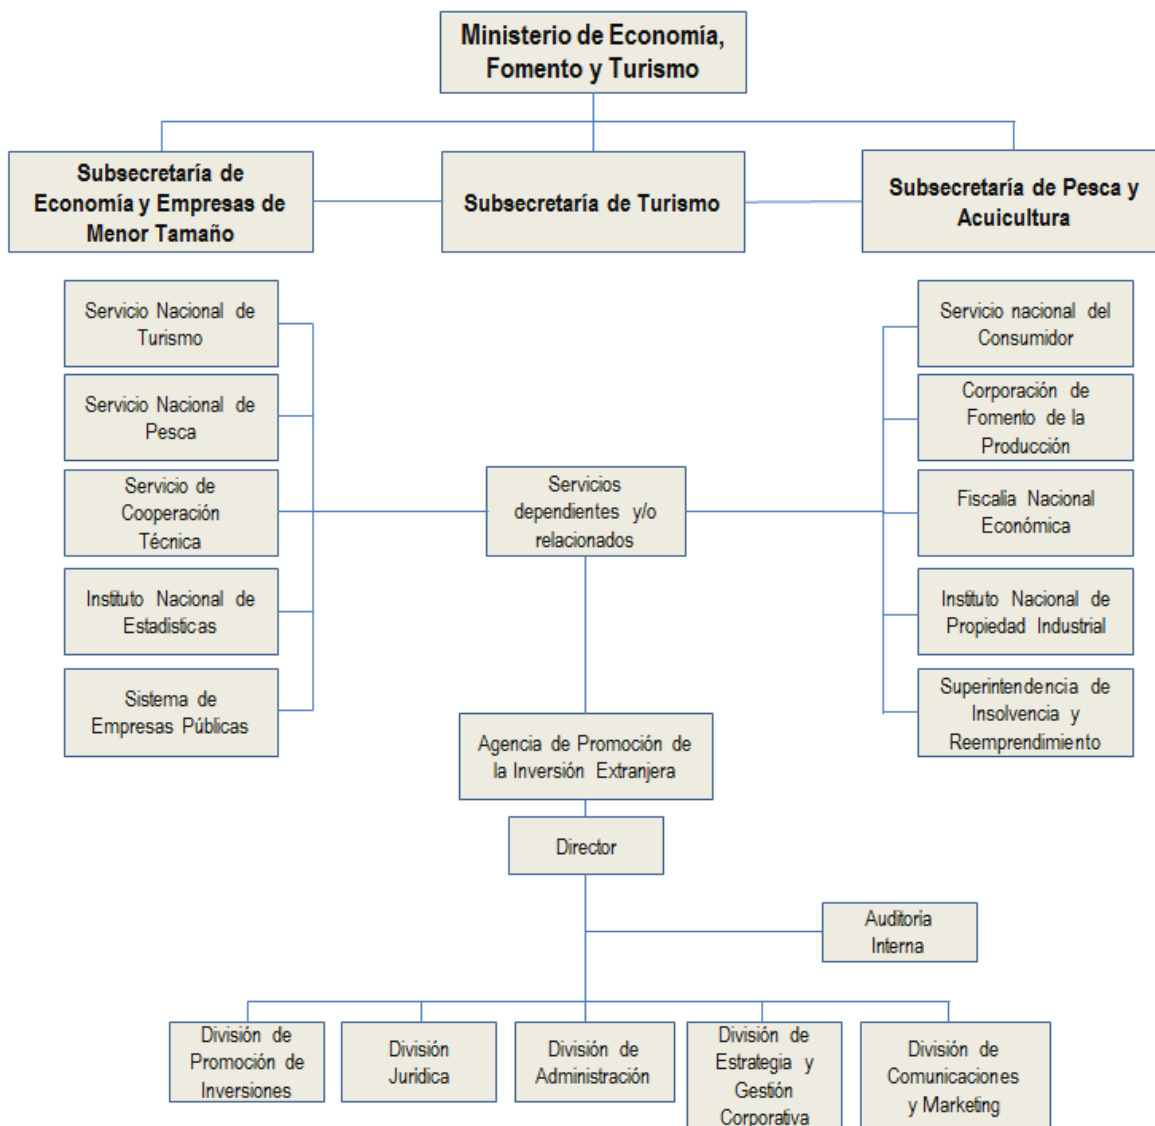 Ministerio de Economía,
Fomento y Turismo
Subsecretaría de
Economía y Empresas de
Menor Tamaño
Subsecretaría de Turismo
Subsecretaría de Pesca y
Acuicultura
Servicio Nacional de
Turismo
Servicio Nacional de
Pesca
Servicio de
Cooperación
Técnica
Instituto Nacional de
Estadísticas
Sistema de
Empresas Públicas
Servicios
dependientes y/o
relacionados
Servicio nacional del
Consumidor
Corporación de
Fomento de la
Producción
Fiscalia Nacional
Económica
Instituto Nacional de
Propiedad Industrial
Superintendencia de
Insolvencia y
Reemprendimiento
Agencia de Promoción de
la Inversión Extranjera
Director
Auditoria
Interna
División de
Promoción de
Inversiones
División
Jurídica
División de
Administración
División de
Estrategia y
Gestión
Corporativa
División de
Comunicaciones
y Marketing